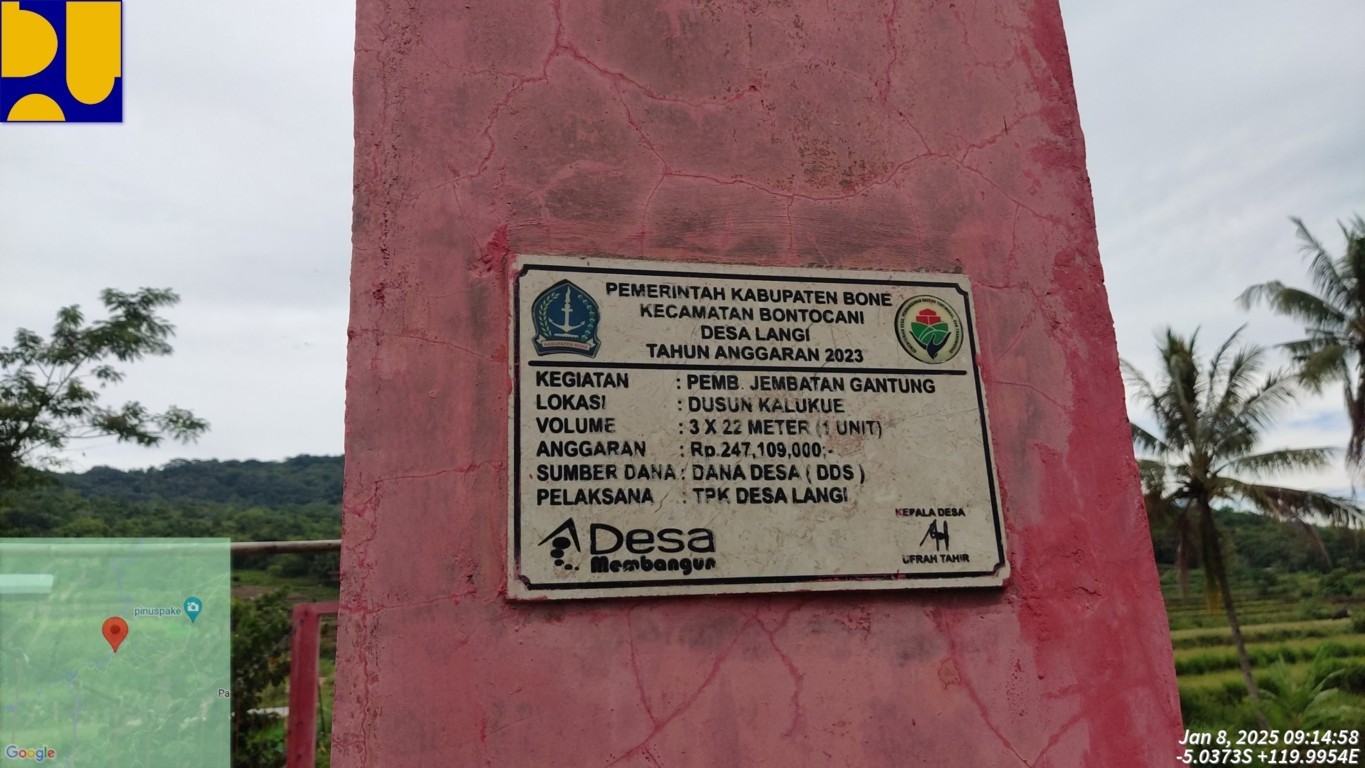 PEMERINTAH KABUPATEN BONE
KECAMATAN BONTOCANI
DESA LANGI
TAHUN ANGGARAN 2023
KEGIATAN : PEMB. JEMBATAN GANTUNG
LOKASI : DUSUN KALUKUE
VOLUME : 3 X 22 METER (1 UNIT)
ANGGARAN : Rp.247,109,000;-
SUMBER DANA : DANA DESA ( DDS )
PELAKSANA : TPK DESA LANGI
KEPALA DESA
UFRAH TAHIR
Desa
Membangun
pinuspake
Pa
Google
Jan 8, 2025 09:14:58
-5.0373S +119.9954E